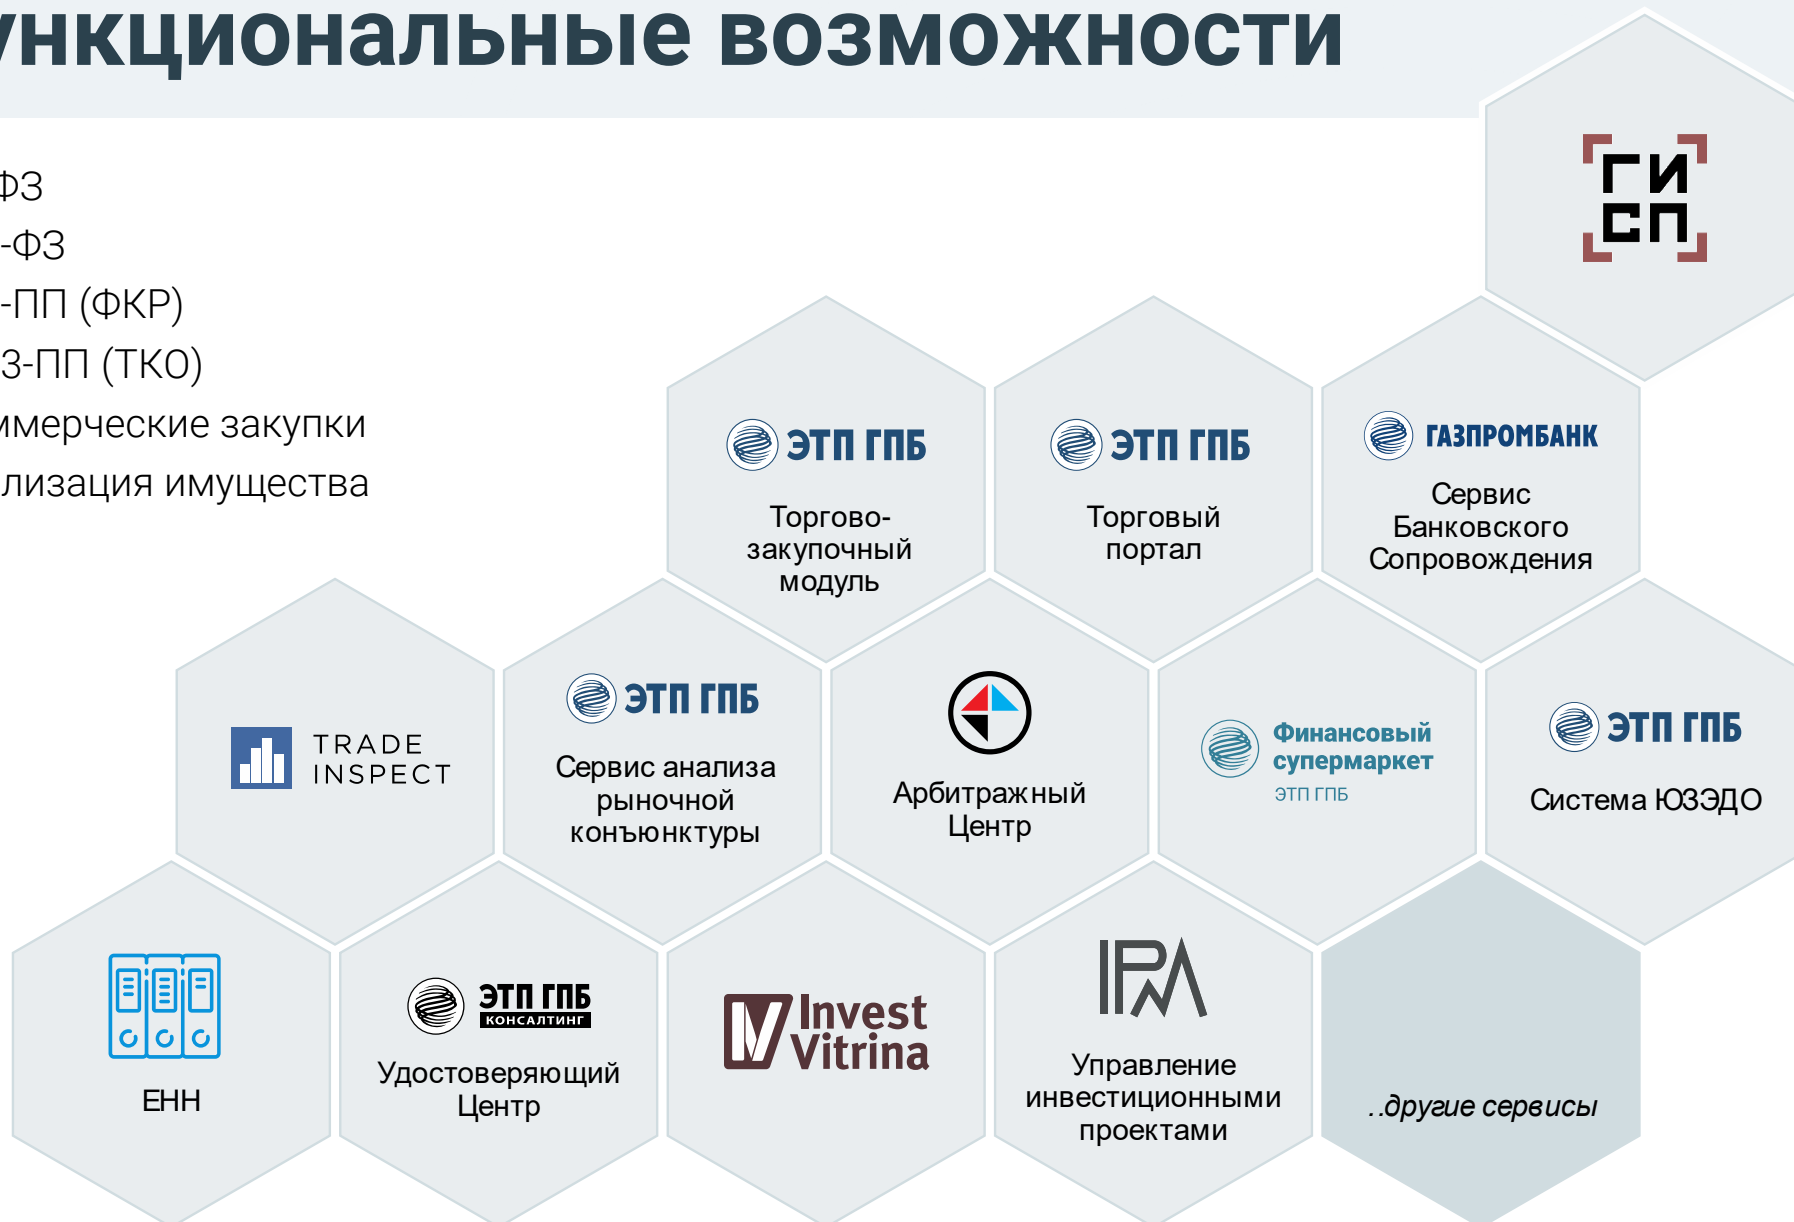 ункциональные возможности
ГИ
СП
ФЗ
-ФЗ
-ПП (ФКР)
3-ПП (ТКО)
ммерческие закупки
лизация имущества
ЭТП ГПБ
Торгово-
закупочный
модуль
ЭТП ГПБ
Торговый
портал
ГАЗПРОМБАНК
Сервис
Банковского
Сопровождения
TRADE
INSPECT
ЭТП ГПБ
Сервис анализа
рыночной
конъюнктуры
Арбитражный
Центр
Финансовый
супермаркет
ЭТП ГПБ
ЭТП ГПБ
Система ЮЗЭДО
ЕНН
ЭТП ГПБ
КОНСАЛТИНГ
Удостоверяющий
Центр
Invest
Vitrina
IPM
Управление
инвестиционными
проектами
..другие сервисы